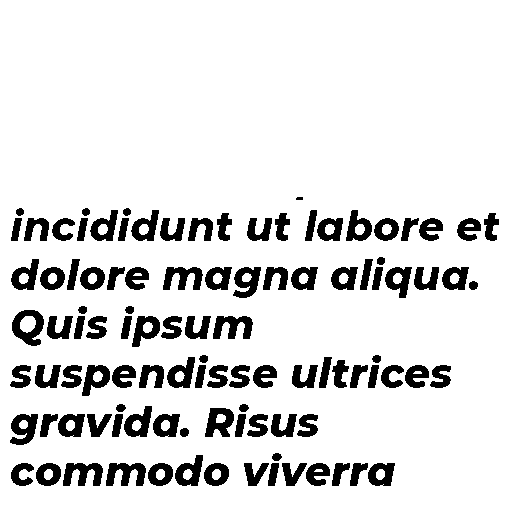 incididunt ut labore et
dolore magna aliqua.
Quis ipsum
suspendisse ultrices
gravida. Risus
commodo viverra